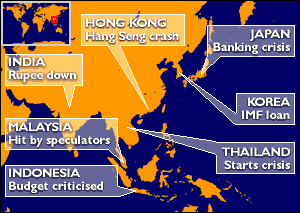 HONG KONG
Hang Seng crash
JAPAN
Banking crisis
INDIA
Rupee down
KOREA
IMF loan
MALAYSIA
Hit by speculators
THAILAND
Starts crisis
INDONESIA
Budget criticised